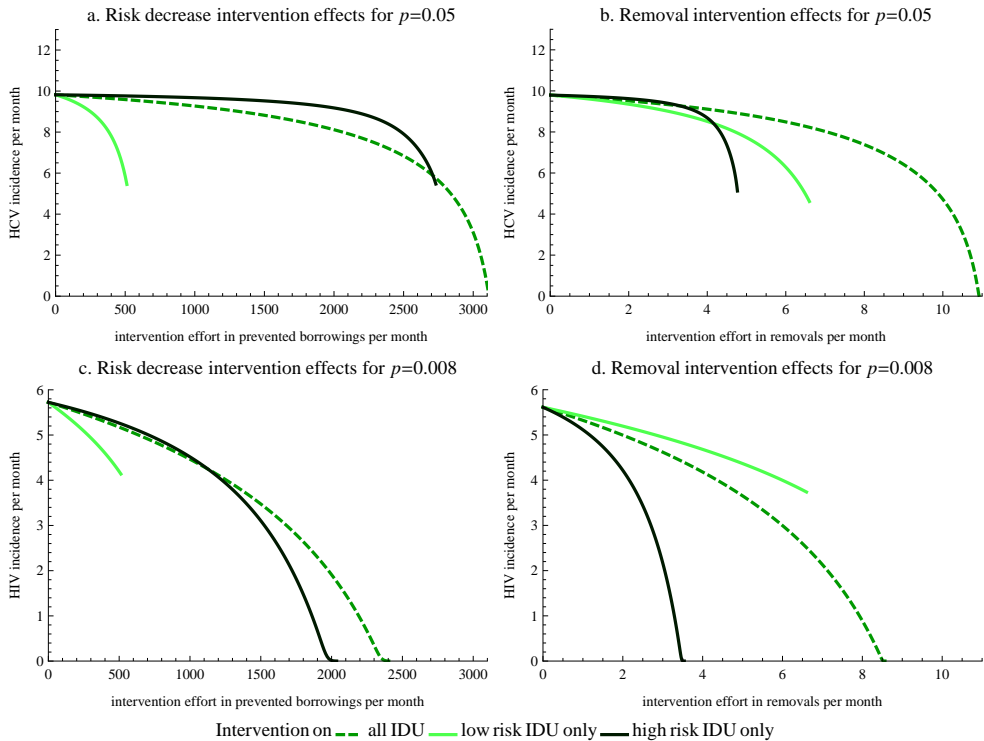 a. Risk decrease intervention effects for p=0.05
b. Removal intervention effects for p=0.05
HCV incidence per month
12
10
8
6
4
2
0
0 500 1000 1500 2000 2500 3000
intervention effort in prevented borrowings per month
HCV incidence per month
12
10
8
6
4
2
0
0 2 4 6 8 10
intervention effort in removals per month
c. Risk decrease intervention effects for p=0.008
d. Removal intervention effects for p=0.008
HIV incidence per month
6
5
4
3
2
1
0
0 500 1000 1500 2000 2500 3000
intervention effort in prevented borrowings per month
HIV incidence per month
6
5
4
3
2
1
0
0 2 4 6 8 10
intervention effort in removals per month
Intervention on all IDU low risk IDU only high risk IDU only